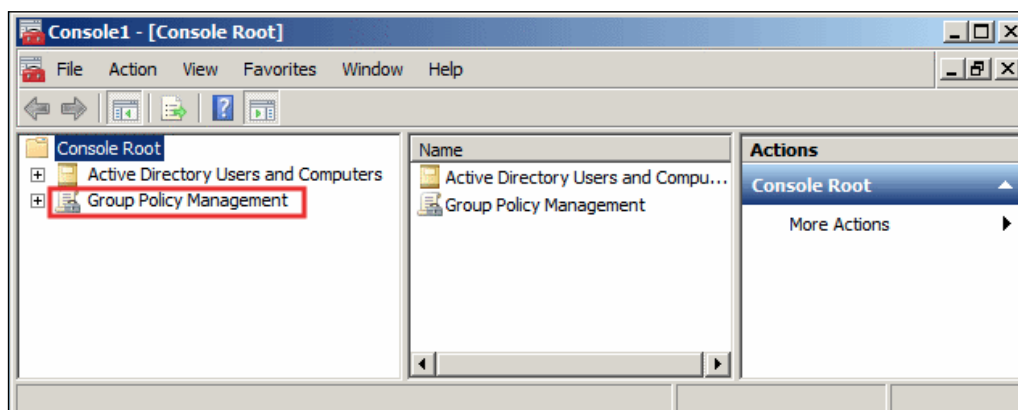 Console1 - [Console Root]
File Action View Favorites Window Help
Console Root
Active Directory Users and Computers
Group Policy Management
Name
Active Directory Users and Compu...
Group Policy Management
Actions
Console Root
More Actions